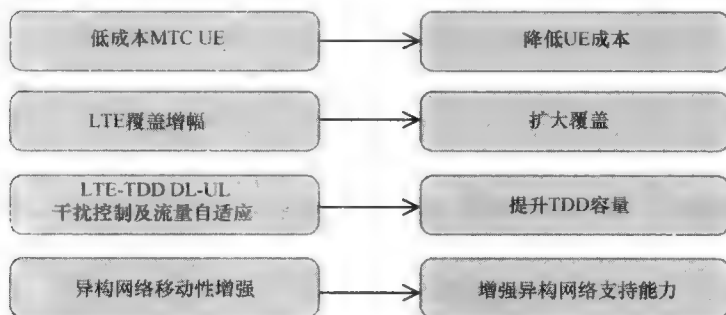 低成本MTC UE
降低UE成本
LTE覆盖增幅
扩大覆盖
LTE-TDD DL-UL
干扰控制及流量自适应
提升TDD容量
异构网络移动性增强
增强异构网络支持能力